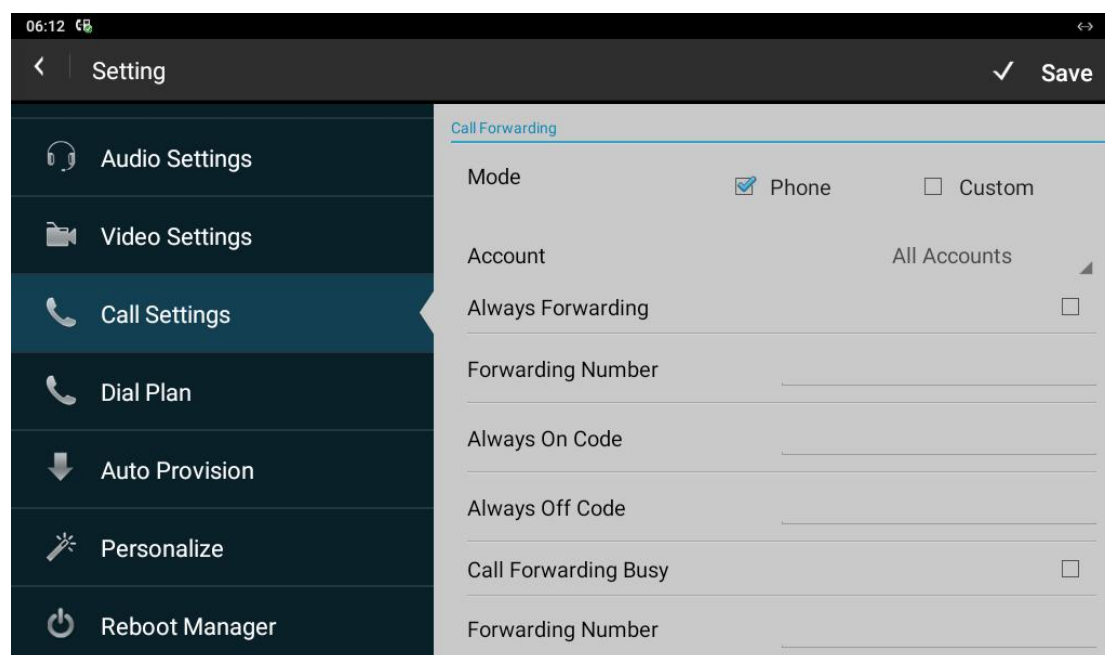 06:12
Setting
Save
Audio Settings
Video Settings
Call Settings
Dial Plan
Auto Provision
Personalize
Reboot Manager
Call Forwarding
Mode Phone Custom
Account All Accounts
Always Forwarding
Forwarding Number
Always On Code
Always Off Code
Call Forwarding Busy
Forwarding Number